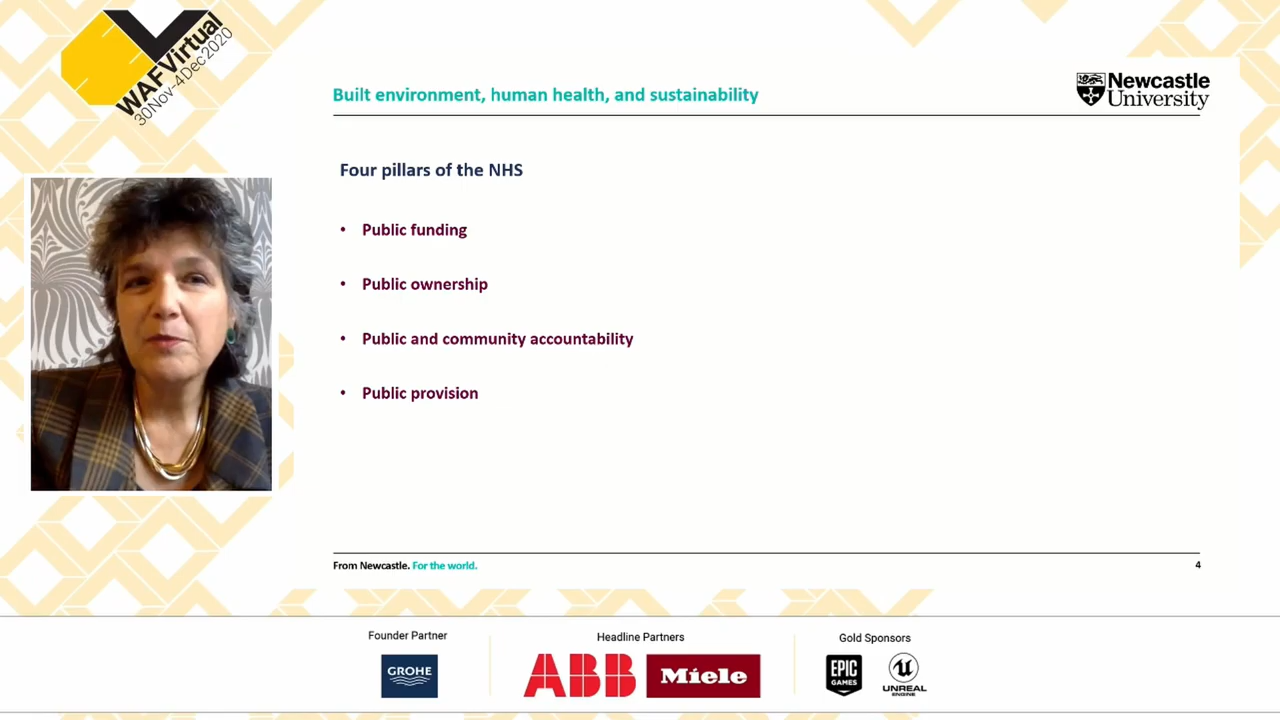 WAFVirtual
30Nov-4Dec2020
Built environment, human health, and sustainability
Newcastle
University
Four pillars of the NHS
• Public funding
• Public ownership
• Public and community accountability
• Public provision
From Newcastle. For the world.
4
Founder Partner
Headline Partners
Gold Sponsors
GROHE
ABB
Miele
EPIC
GAMES
UNREAL
ENGINE